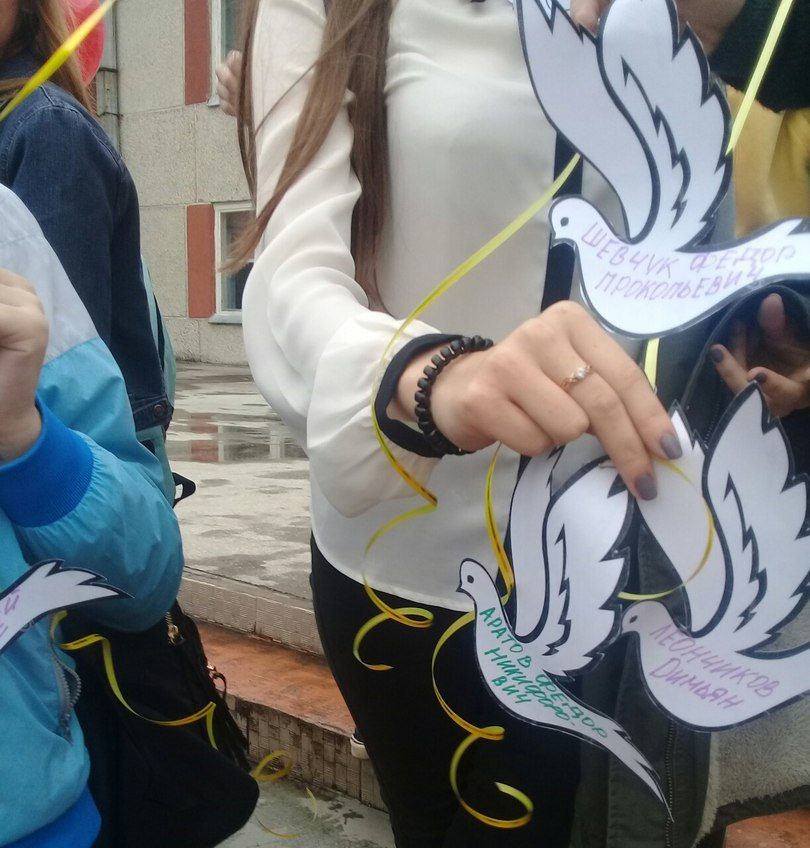 ШЕВЧУК ФЕДОР
ПРОКОПЬЕВИЧ
АРАТОВ ФЕДОР
НИКИФОРО-
ВИЧ
ЛЕОНЧИКОВ
ДИМЬЯН